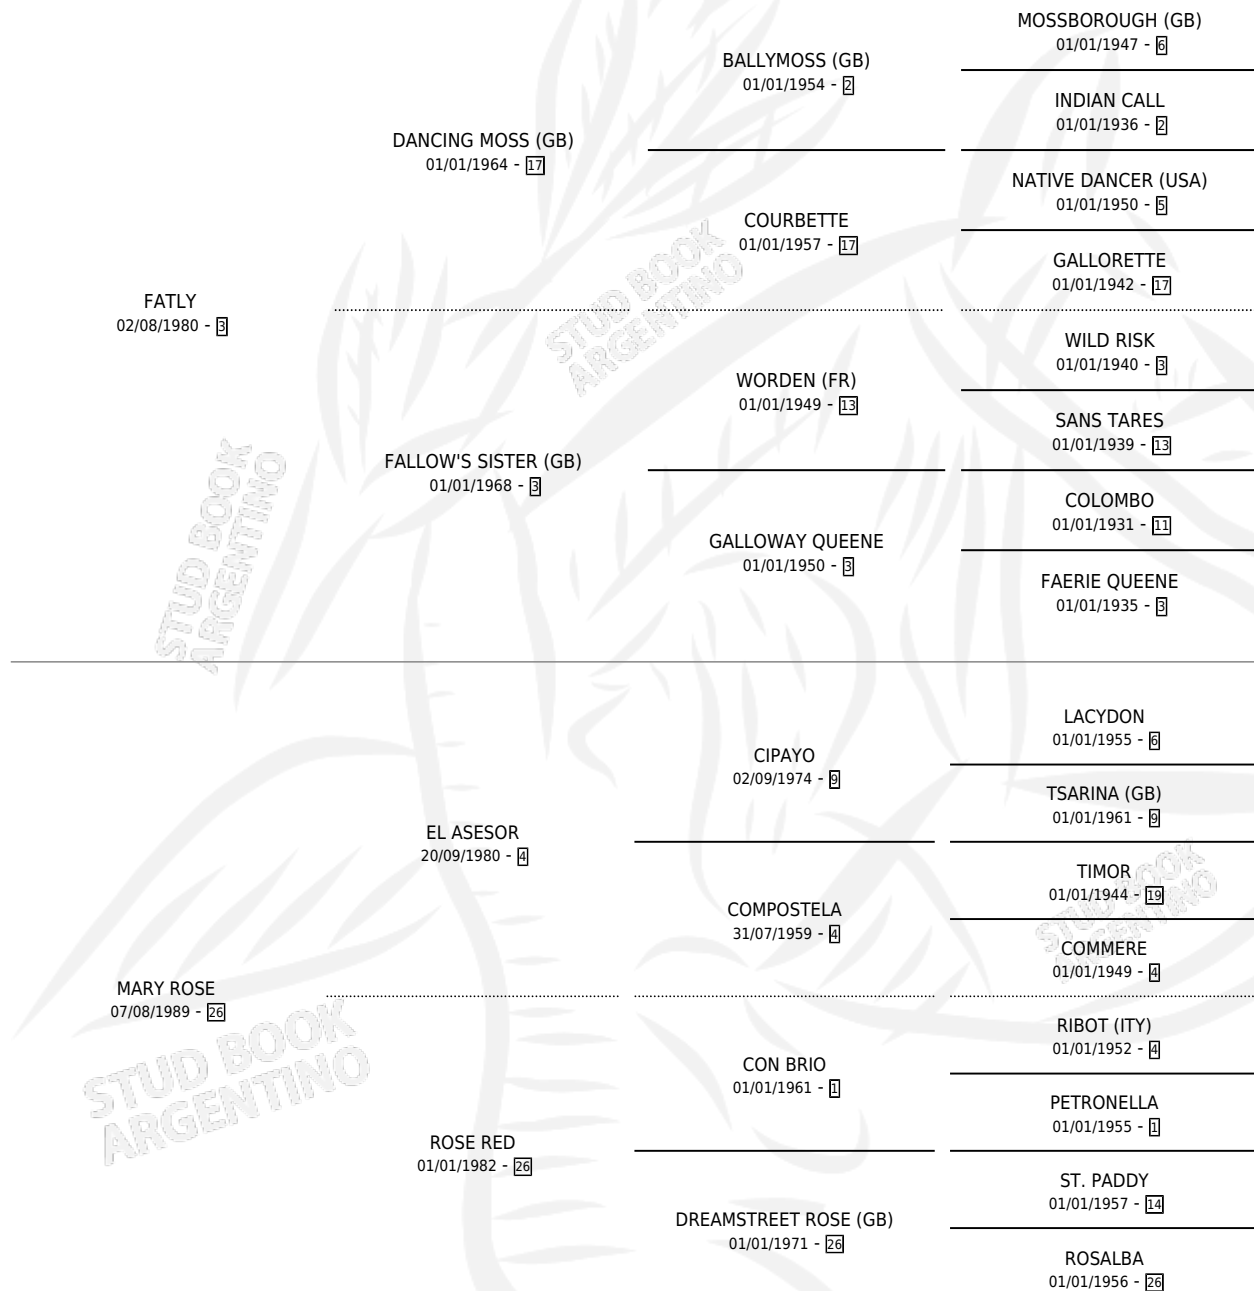 MOSSBOROUGH (GB)
01/01/1947 - 6
BALLYMOSS (GB)
01/01/1954 - 2
INDIAN CALL
01/01/1936 - 2
DANCING MOSS (GB)
01/01/1964 - 17
NATIVE DANCER (USA)
01/01/1950 - 5
COURBETTE
01/01/1957 - 17
GALLORETTE
01/01/1942 - 17
FATLY
02/08/1980 - 3
WILD RISK
01/01/1940 - 3
WORDEN (FR)
01/01/1949 - 13
SANS TARES
01/01/1939 - 13
FALLOW'S SISTER (GB)
01/01/1968 - 3
COLOMBO
01/01/1931 - 11
GALLOWAY QUEENE
01/01/1950 - 3
FAERIE QUEENE
01/01/1935 - 3
LACYDON
01/01/1955 - 6
CIPAYO
02/09/1974 - 9
TSARINA (GB)
01/01/1961 - 9
EL ASESOR
20/09/1980 - 4
TIMOR
01/01/1944 - 19
COMPOSTELA
31/07/1959 - 4
COMMERE
01/01/1949 - 4
MARY ROSE
07/08/1989 - 26
RIBOT (ITY)
01/01/1952 - 4
CON BRIO
01/01/1961 - 1
PETRONELLA
01/01/1955 - 1
ROSE RED
01/01/1982 - 26
ST. PADDY
01/01/1957 - 14
DREAMSTREET ROSE (GB)
01/01/1971 - 26
ROSALBA
01/01/1956 - 26
STUD BOOK
ARGENTINO
STUD BOOK
ARGENTINO
STUD BOOK
ARGENTINO
STUD BOOK
ARGENTINO